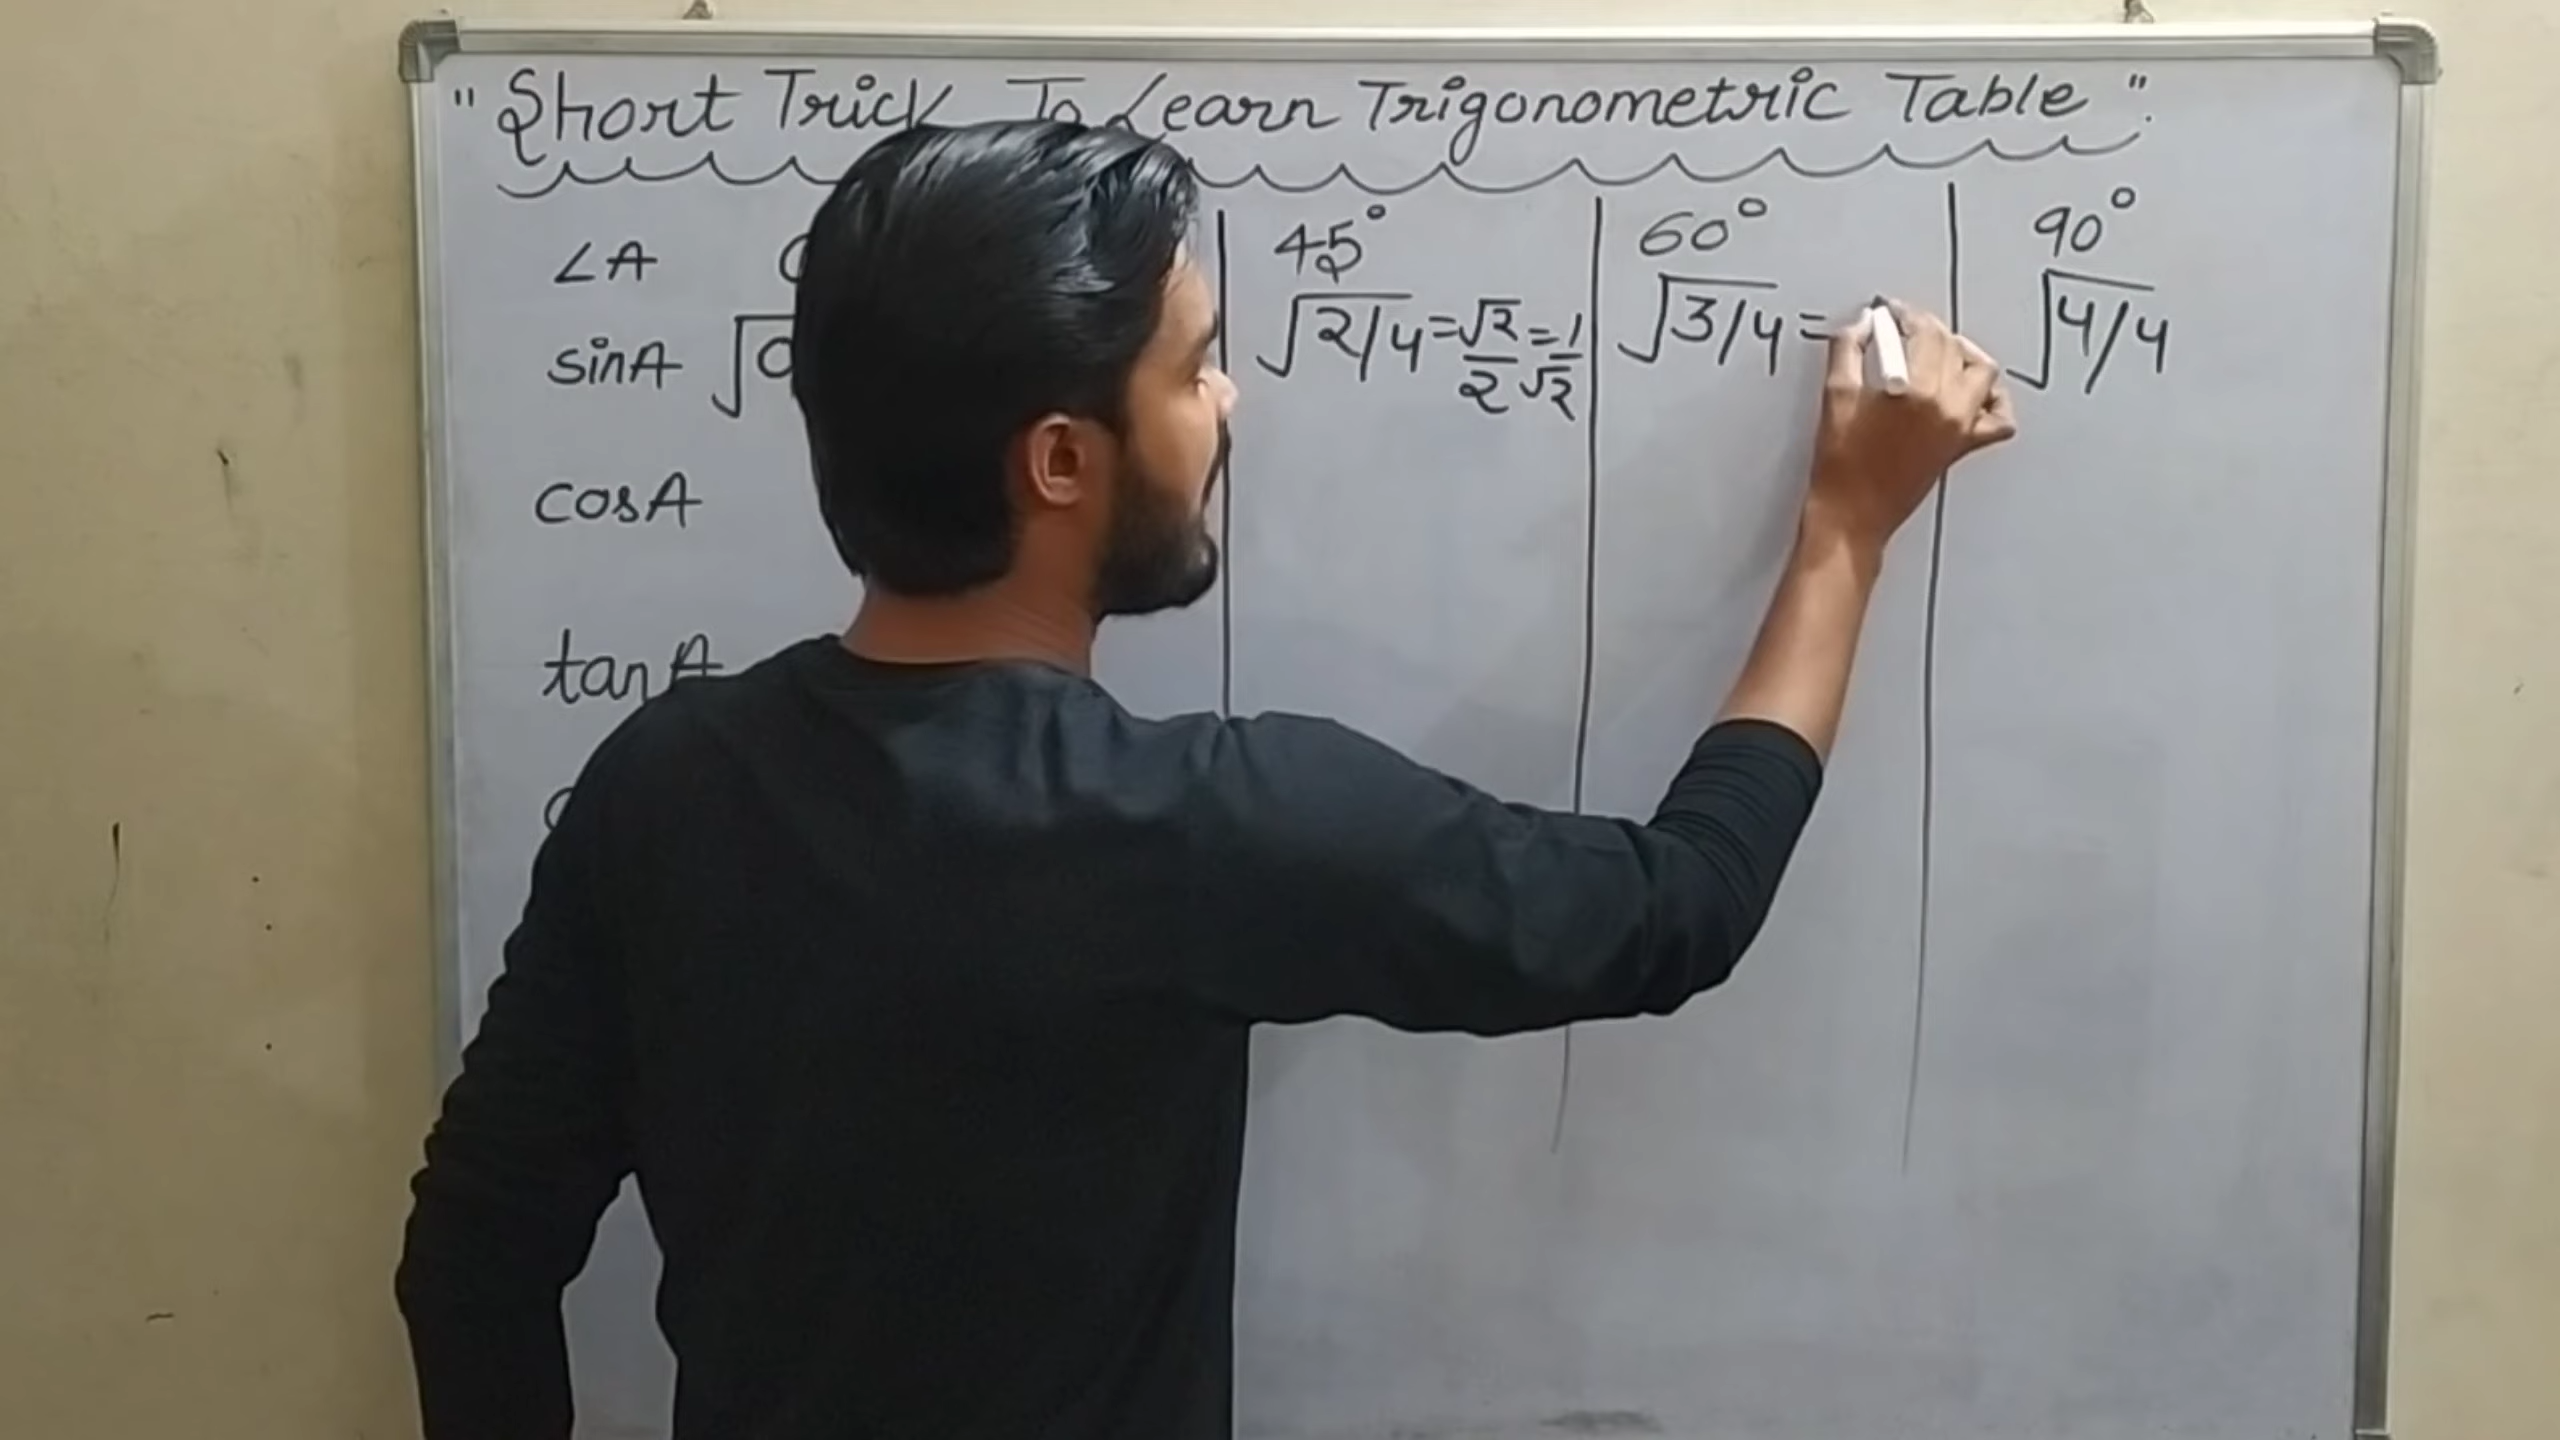 "Short Trick To Learn Trigonometric Table".
∠A 45° 60° 90°
sinA √0 √2/4 = √2/2 = 1/√2 √3/4 = √4/4
cosA
tanA